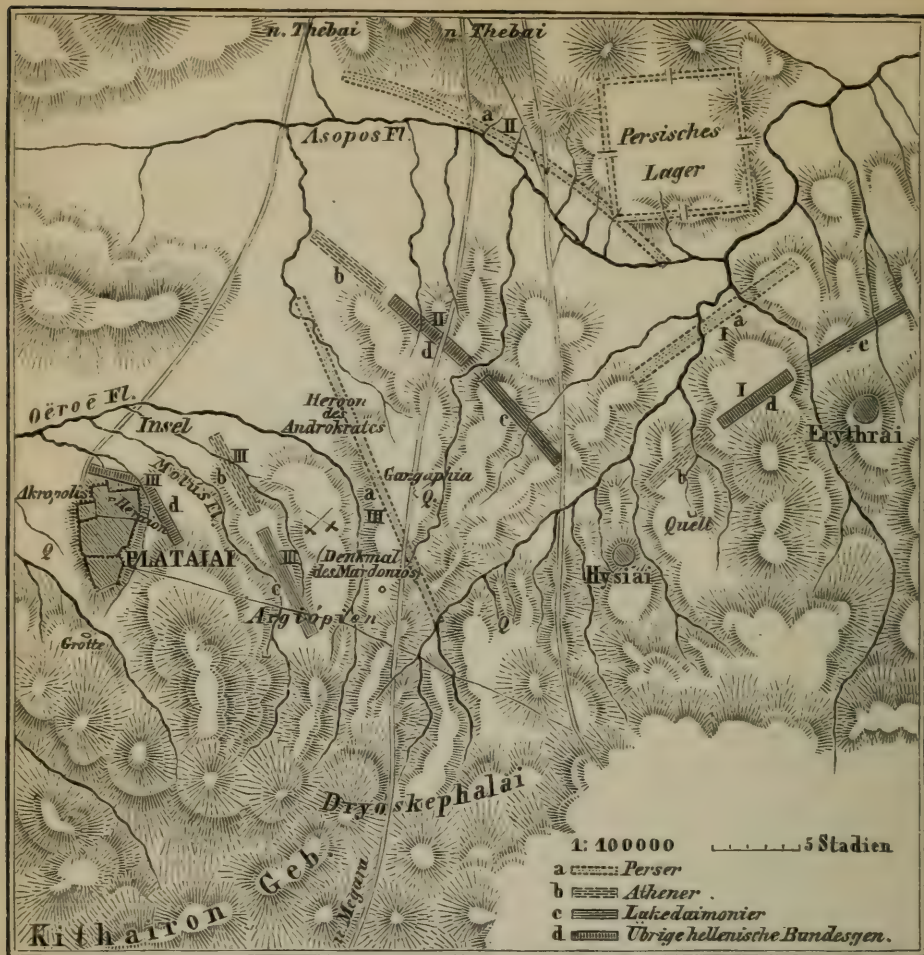 n. Thebai
n. Thebai
a II
Persisches
Lager
Asopos Fl.
b
II
d
I a
c
I
d
Erythrai
Heroon
des
Androkrates
c
Oëroë Fl.
Insel
III
b
Gargaphia
Q.
a
III
b
Quell
Akropolis
III
d
PLATAIAI
Q
III
c
(Denkmal
des Mardonios)
Argiopion
Hysiai
Q
Grotte
Dryoskephalai
Kithairon Geb.
n. Megara
1: 100000 5 Stadien
a Perser
b Athener.
c Lakedaimonier
d Übrige hellenische Bundesgen.